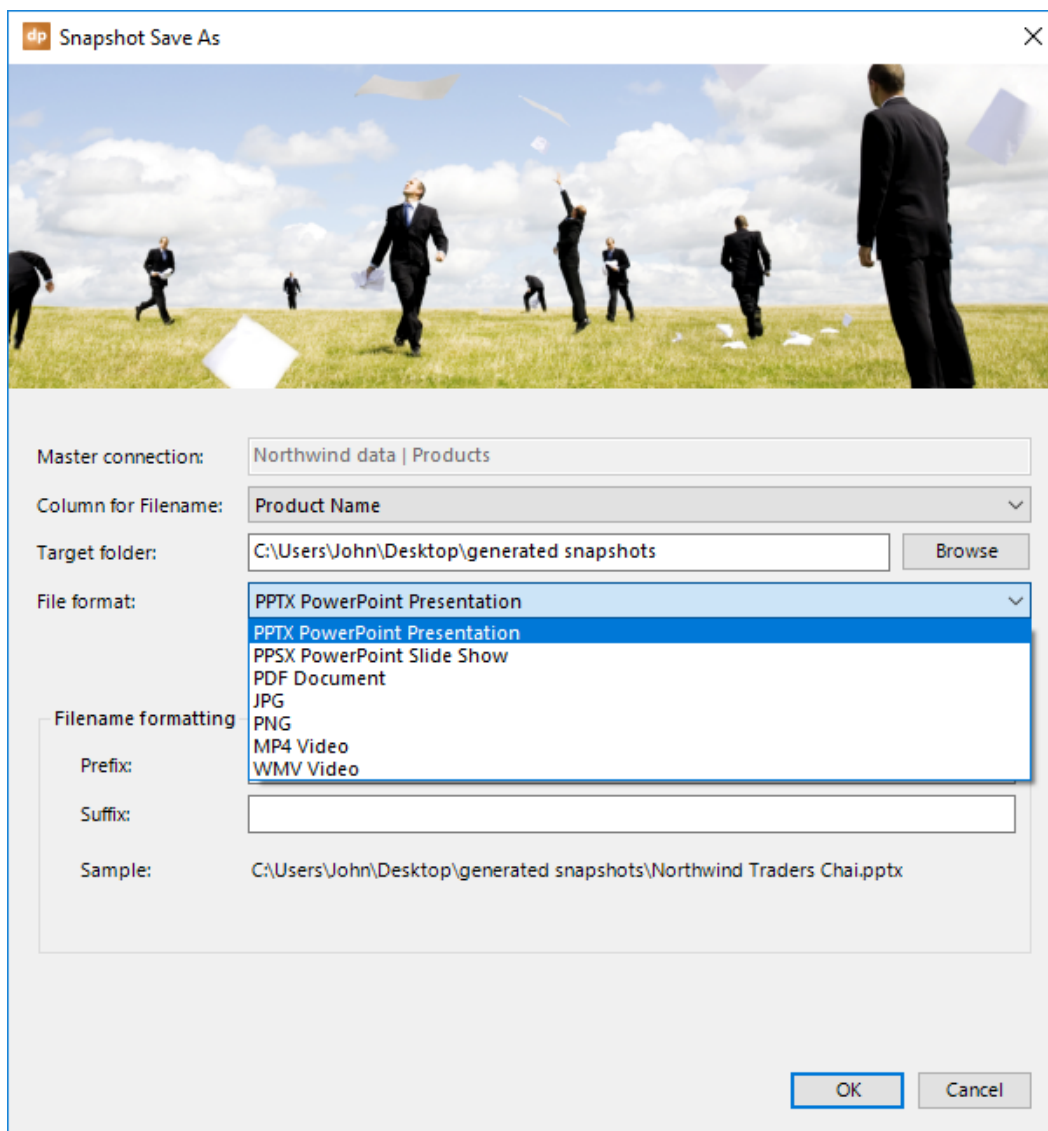 dp Snapshot Save As
Master connection: Northwind data | Products
Column for Filename: Product Name
Target folder: C:\Users\John\Desktop\generated snapshots Browse
File format: PPTX PowerPoint Presentation
PPTX PowerPoint Presentation
PPSX PowerPoint Slide Show
PDF Document
JPG
Filename formatting
PNG
MP4 Video
Prefix:
WMV Video
Suffix:
Sample: C:\Users\John\Desktop\generated snapshots\Northwind Traders Chai.pptx
OK Cancel